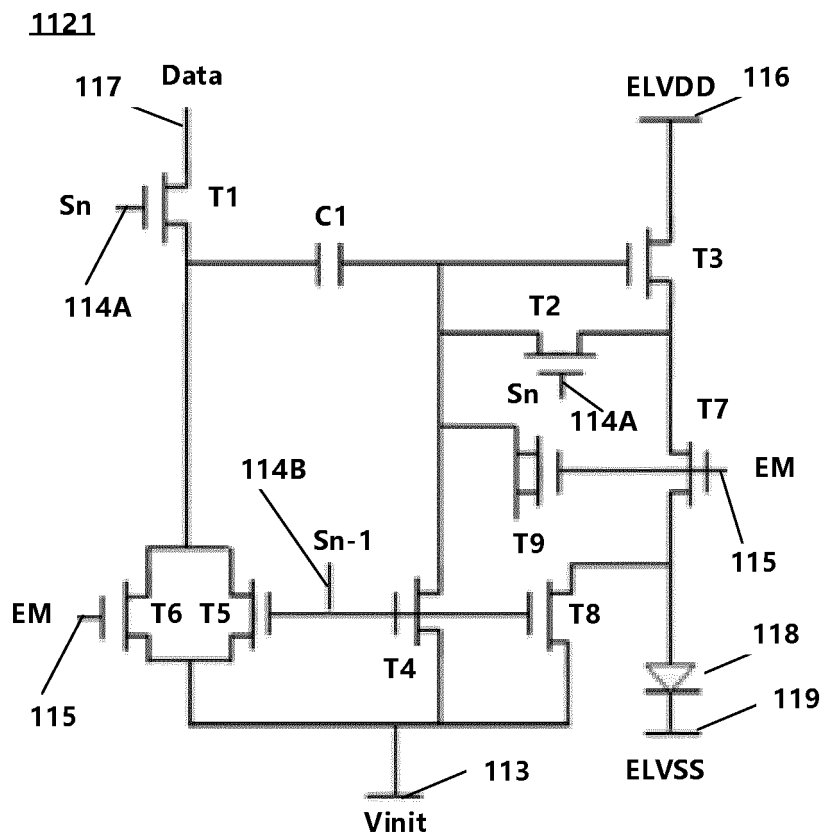 1121
117
Data
ELVDD
116
Sn
T1
C1
T3
114A
T2
Sn
114A
T7
114B
EM
Sn-1
T9
115
EM
T6
T5
T8
T4
118
115
119
113
ELVSS
Vinit